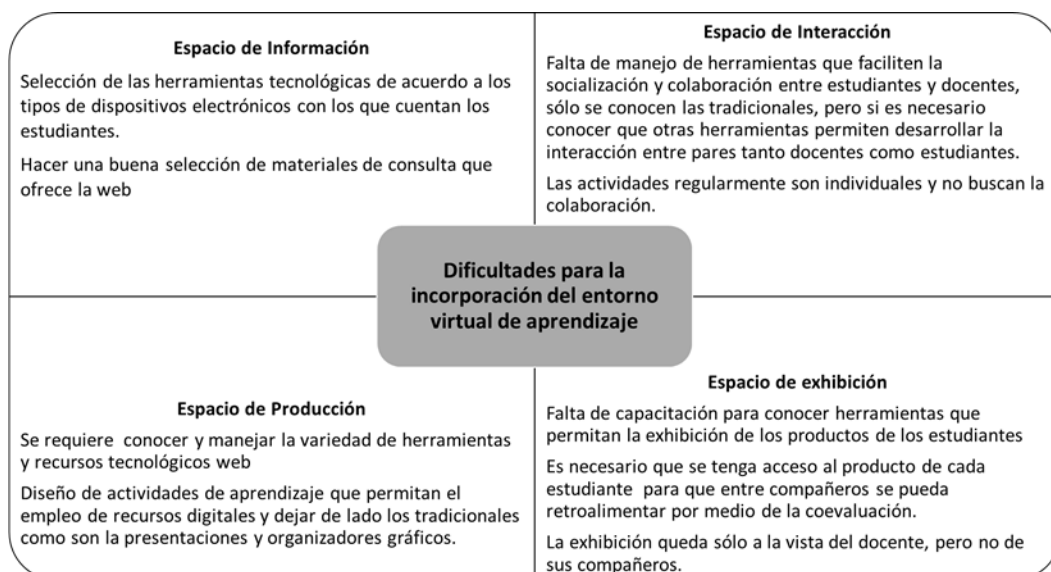 Espacio de Información
Selección de las herramientas tecnológicas de acuerdo a los
tipos de dispositivos electrónicos con los que cuentan los
estudiantes.
Hacer una buena selección de materiales de consulta que
ofrece la web
Espacio de Interacción
Falta de manejo de herramientas que faciliten la
socialización y colaboración entre estudiantes y docentes,
sólo se conocen las tradicionales, pero si es necesario
conocer que otras herramientas permiten desarrollar la
interacción entre pares tanto docentes como estudiantes.
Las actividades regularmente son individuales y no buscan la
colaboración.
Dificultades para la
incorporación del entorno
virtual de aprendizaje
Espacio de Producción
Se requiere conocer y manejar la variedad de herramientas
y recursos tecnológicos web
Diseño de actividades de aprendizaje que permitan el
empleo de recursos digitales y dejar de lado los tradicionales
como son la presentaciones y organizadores gráficos.
Espacio de exhibición
Falta de capacitación para conocer herramientas que
permitan la exhibición de los productos de los estudiantes
Es necesario que se tenga acceso al producto de cada
estudiante para que entre compañeros se pueda
retroalimentar por medio de la coevaluación.
La exhibición queda sólo a la vista del docente, pero no de
sus compañeros.